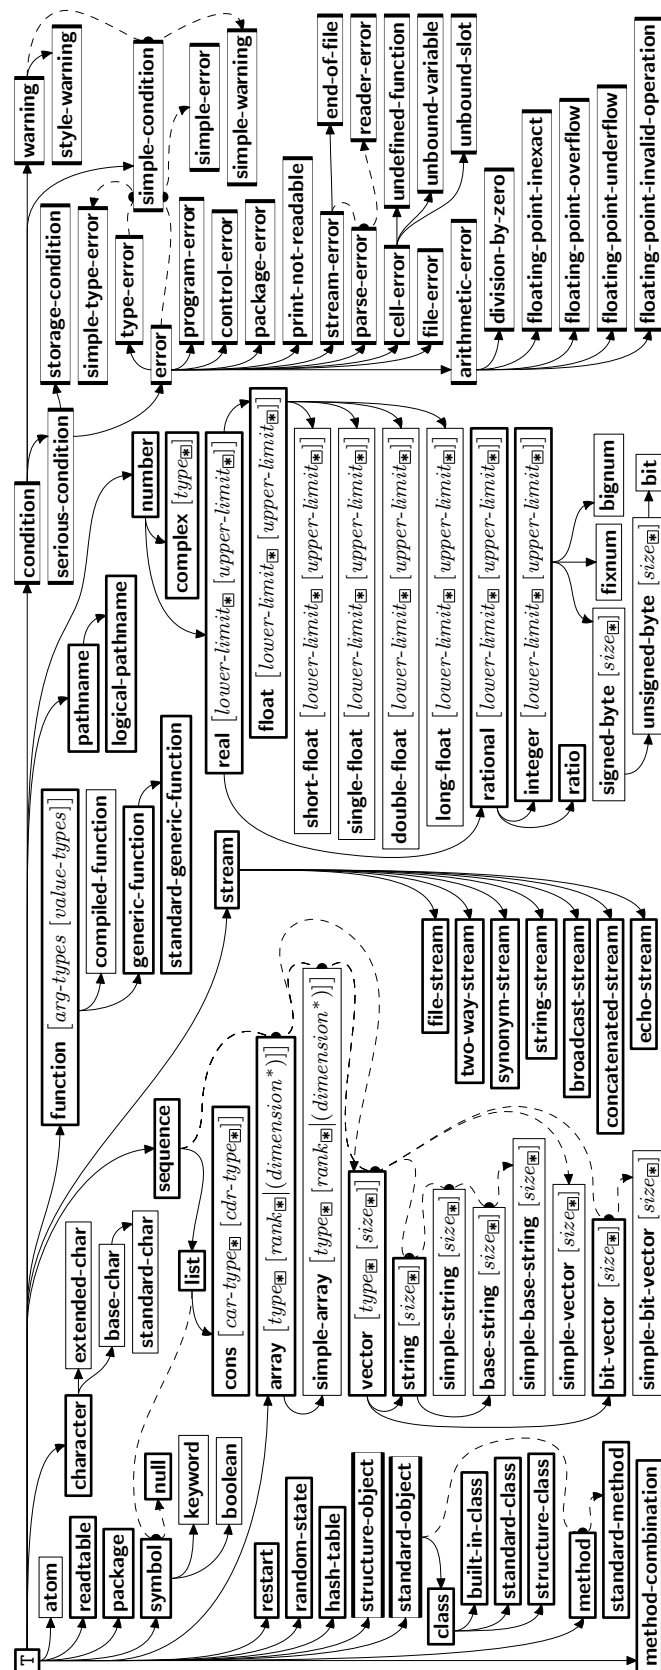 T
atom
readtable
package
symbol
null
keyword
boolean
restart
random-state
hash-table
structure-object
standard-object
class
built-in-class
standard-class
structure-class
method
standard-method
method-combination
character
extended-char
base-char
standard-char
sequence
list
cons [car-type* [cdr-type*]]
array [type* [rank*|(dimension*)]]
simple-array [type* [rank*|(dimension*)]]
vector [type* [size*]]
string [size*]
simple-string [size*]
base-string [size*]
simple-base-string [size*]
simple-vector [size*]
bit-vector [size*]
simple-bit-vector [size*]
function [arg-types [value-types]]
compiled-function
generic-function
standard-generic-function
stream
file-stream
two-way-stream
synonym-stream
string-stream
broadcast-stream
concatenated-stream
echo-stream
pathname
logical-pathname
number
complex [type*]
real [lower-limit* [upper-limit*]]
float [lower-limit* [upper-limit*]]
short-float [lower-limit* [upper-limit*]]
single-float [lower-limit* [upper-limit*]]
double-float [lower-limit* [upper-limit*]]
long-float [lower-limit* [upper-limit*]]
rational [lower-limit* [upper-limit*]]
integer [lower-limit* [upper-limit*]]
ratio
signed-byte [size*]
fixnum
bignum
unsigned-byte [size*]
bit
condition
serious-condition
storage-condition
simple-type-error
type-error
error
program-error
control-error
package-error
print-not-readable
stream-error
parse-error
cell-error
file-error
arithmetic-error
division-by-zero
floating-point-inexact
floating-point-overflow
floating-point-underflow
floating-point-invalid-operation
warning
style-warning
simple-condition
simple-error
simple-warning
end-of-file
reader-error
undefined-function
unbound-variable
unbound-slot